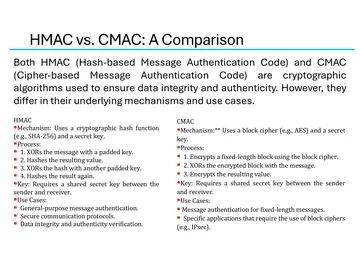 HMAC vs. CMAC: A Comparison
Both HMAC (Hash-based Message Authentication Code) and CMAC
(Cipher-based Message Authentication Code) are cryptographic
algorithms used to ensure data integrity and authenticity. However, they
differ in their underlying mechanisms and use cases.
HMAC
▪Mechanism: Uses a cryptographic hash function
(e.g., SHA-256) and a secret key.
▪Process:
▪ 1. XORs the message with a padded key.
▪ 2. Hashes the resulting value.
▪ 3. XORs the hash with another padded key.
▪ 4. Hashes the result again.
▪Key: Requires a shared secret key between the
sender and receiver.
▪Use Cases:
▪ General-purpose message authentication.
▪ Secure communication protocols.
▪ Data integrity and authenticity verification.
CMAC
▪Mechanism:** Uses a block cipher (e.g., AES) and a secret
key.
▪Process:
▪ 1. Encrypts a fixed-length block using the block cipher.
▪ 2. XORs the encrypted block with the message.
▪ 3. Encrypts the resulting value.
▪Key: Requires a shared secret key between the sender
and receiver.
▪Use Cases:
▪ Message authentication for fixed-length messages.
▪ Specific applications that require the use of block ciphers
(e.g., IPsec).